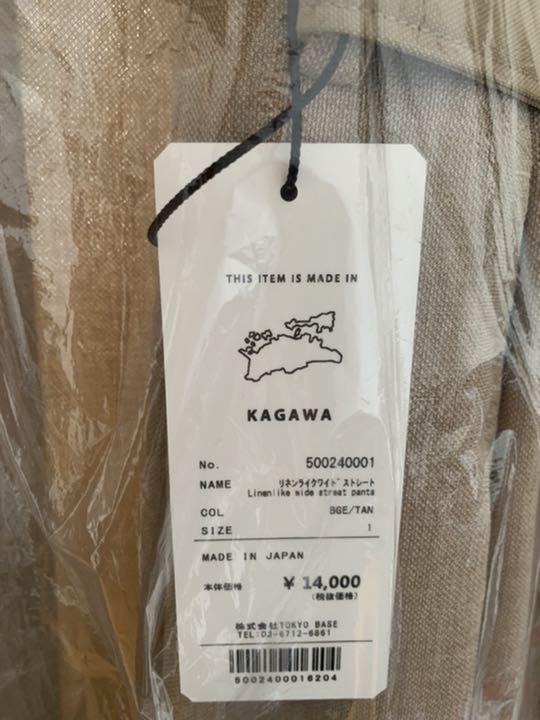 THIS ITEM IS MADE IN
KAGAWA
No. 500240001
NAME リネンライクワイドストレート
Linenlike wide streat pants
COL BGE/TAN
SIZE 1
MADE IN JAPAN
本体価格 ¥ 14,000
(税抜価格)
株式会社TOKYO BASE
TEL:03-6712-6861
5002400016204